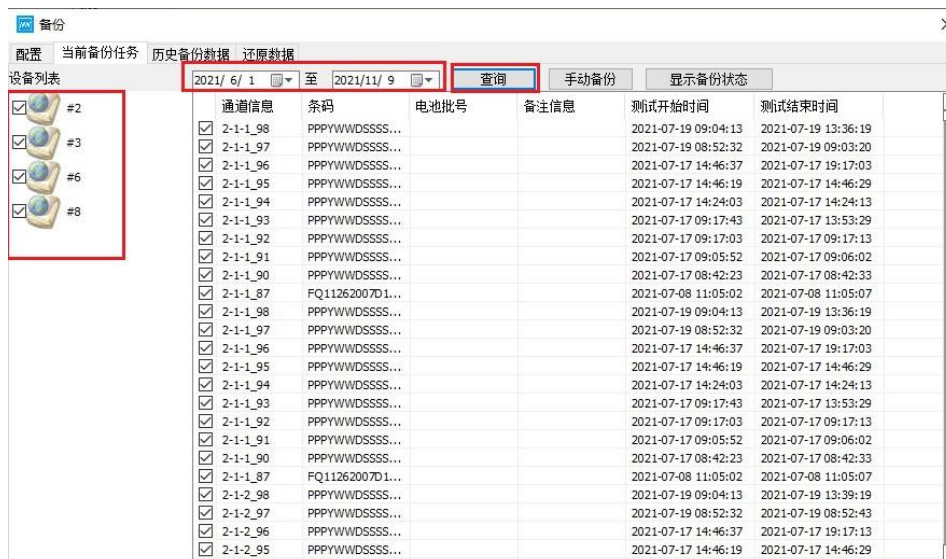 备份
配置 当前备份任务 历史备份数据 还原数据
设备列表 2021/ 6/ 1 至 2021/11/ 9 查询 手动备份 显示备份状态
#2
#3
#6
#8
通道信息 条码 电池批号 备注信息 测试开始时间 测试结束时间
2-1-1_98 PPPYWWDSSSS... 2021-07-19 09:04:13 2021-07-19 13:36:19
2-1-1_97 PPPYWWDSSSS... 2021-07-19 08:52:32 2021-07-19 09:03:20
2-1-1_96 PPPYWWDSSSS... 2021-07-17 14:46:37 2021-07-17 19:17:03
2-1-1_95 PPPYWWDSSSS... 2021-07-17 14:46:19 2021-07-17 14:46:29
2-1-1_94 PPPYWWDSSSS... 2021-07-17 14:24:03 2021-07-17 14:24:13
2-1-1_93 PPPYWWDSSSS... 2021-07-17 09:17:43 2021-07-17 13:53:29
2-1-1_92 PPPYWWDSSSS... 2021-07-17 09:17:03 2021-07-17 09:17:13
2-1-1_91 PPPYWWDSSSS... 2021-07-17 09:05:52 2021-07-17 09:06:02
2-1-1_90 PPPYWWDSSSS... 2021-07-17 08:42:23 2021-07-17 08:42:33
2-1-1_87 FQ11262007D1... 2021-07-08 11:05:02 2021-07-08 11:05:07
2-1-1_98 PPPYWWDSSSS... 2021-07-19 09:04:13 2021-07-19 13:36:19
2-1-1_97 PPPYWWDSSSS... 2021-07-19 08:52:32 2021-07-19 09:03:20
2-1-1_96 PPPYWWDSSSS... 2021-07-17 14:46:37 2021-07-17 19:17:03
2-1-1_95 PPPYWWDSSSS... 2021-07-17 14:46:19 2021-07-17 14:46:29
2-1-1_94 PPPYWWDSSSS... 2021-07-17 14:24:03 2021-07-17 14:24:13
2-1-1_93 PPPYWWDSSSS... 2021-07-17 09:17:43 2021-07-17 13:53:29
2-1-1_92 PPPYWWDSSSS... 2021-07-17 09:17:03 2021-07-17 09:17:13
2-1-1_91 PPPYWWDSSSS... 2021-07-17 09:05:52 2021-07-17 09:06:02
2-1-1_90 PPPYWWDSSSS... 2021-07-17 08:42:23 2021-07-17 08:42:33
2-1-1_87 FQ11262007D1... 2021-07-08 11:05:02 2021-07-08 11:05:07
2-1-2_98 PPPYWWDSSSS... 2021-07-19 09:04:13 2021-07-19 13:39:19
2-1-2_97 PPPYWWDSSSS... 2021-07-19 08:52:32 2021-07-19 08:52:43
2-1-2_96 PPPYWWDSSSS... 2021-07-17 14:46:37 2021-07-17 19:17:13
2-1-2_95 PPPYWWDSSSS... 2021-07-17 14:46:19 2021-07-17 14:46:29